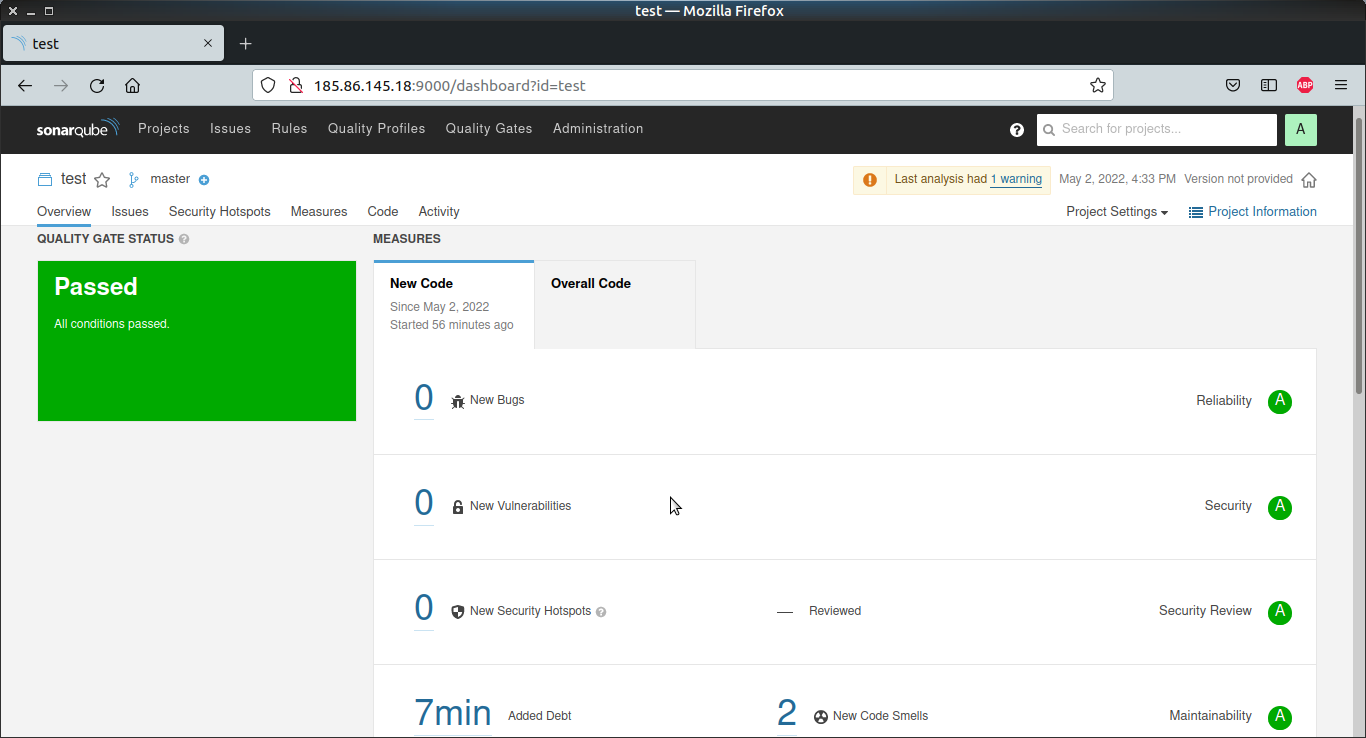 test — Mozilla Firefox
test
185.86.145.18:9000/dashboard?id=test
ABP
sonarqube Projects Issues Rules Quality Profiles Quality Gates Administration ? Search for projects... A
test master Last analysis had 1 warning May 2, 2022, 4:33 PM Version not provided
Overview Issues Security Hotspots Measures Code Activity Project Settings Project Information
QUALITY GATE STATUS ? MEASURES
Passed
All conditions passed.
New Code
Since May 2, 2022
Started 56 minutes ago
Overall Code
0 New Bugs Reliability A
0 New Vulnerabilities Security A
0 New Security Hotspots ? — Reviewed Security Review A
7min Added Debt 2 New Code Smells Maintainability A